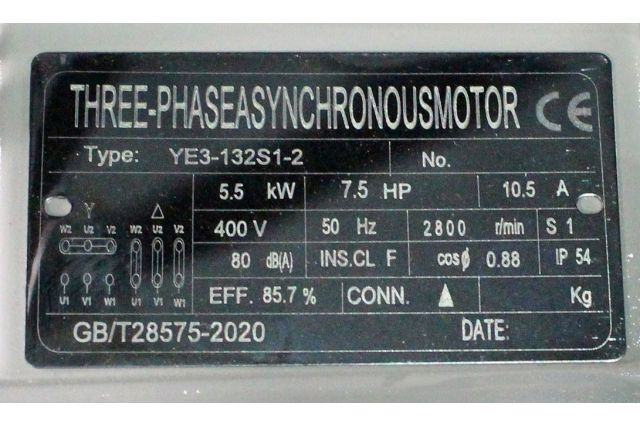 THREE-PHASEASYNCHRONOUSMOTOR CE
Type: YE3-132S1-2 No.
5.5 kW 7.5 HP 10.5 A
400 V 50 Hz 2800 r/min S 1
80 dB(A) INS.CL F cosϕ 0.88 IP 54
EFF. 85.7 % CONN. Kg
Y Δ
W2 U2 V2 W2 U2 V2
U1 V1 W1 U1 V1 W1
GB/T28575-2020 DATE: